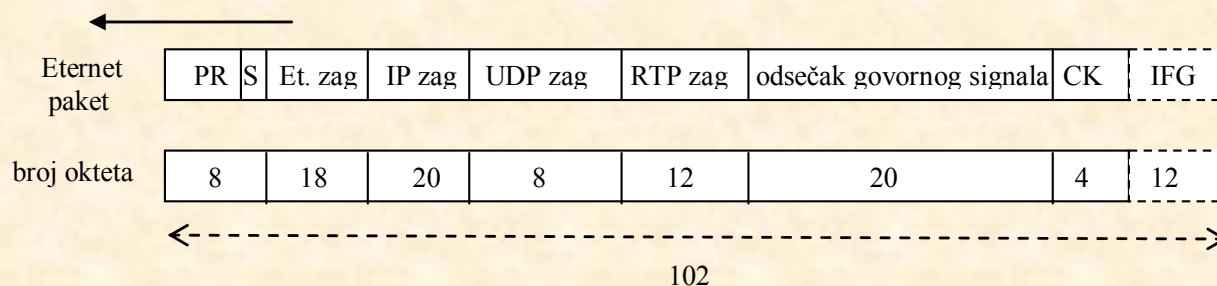 Eternet
paket
PR S Et. zag IP zag UDP zag RTP zag odsečak govornog signala CK IFG
broj okteta 8 18 20 8 12 20 4 12
102